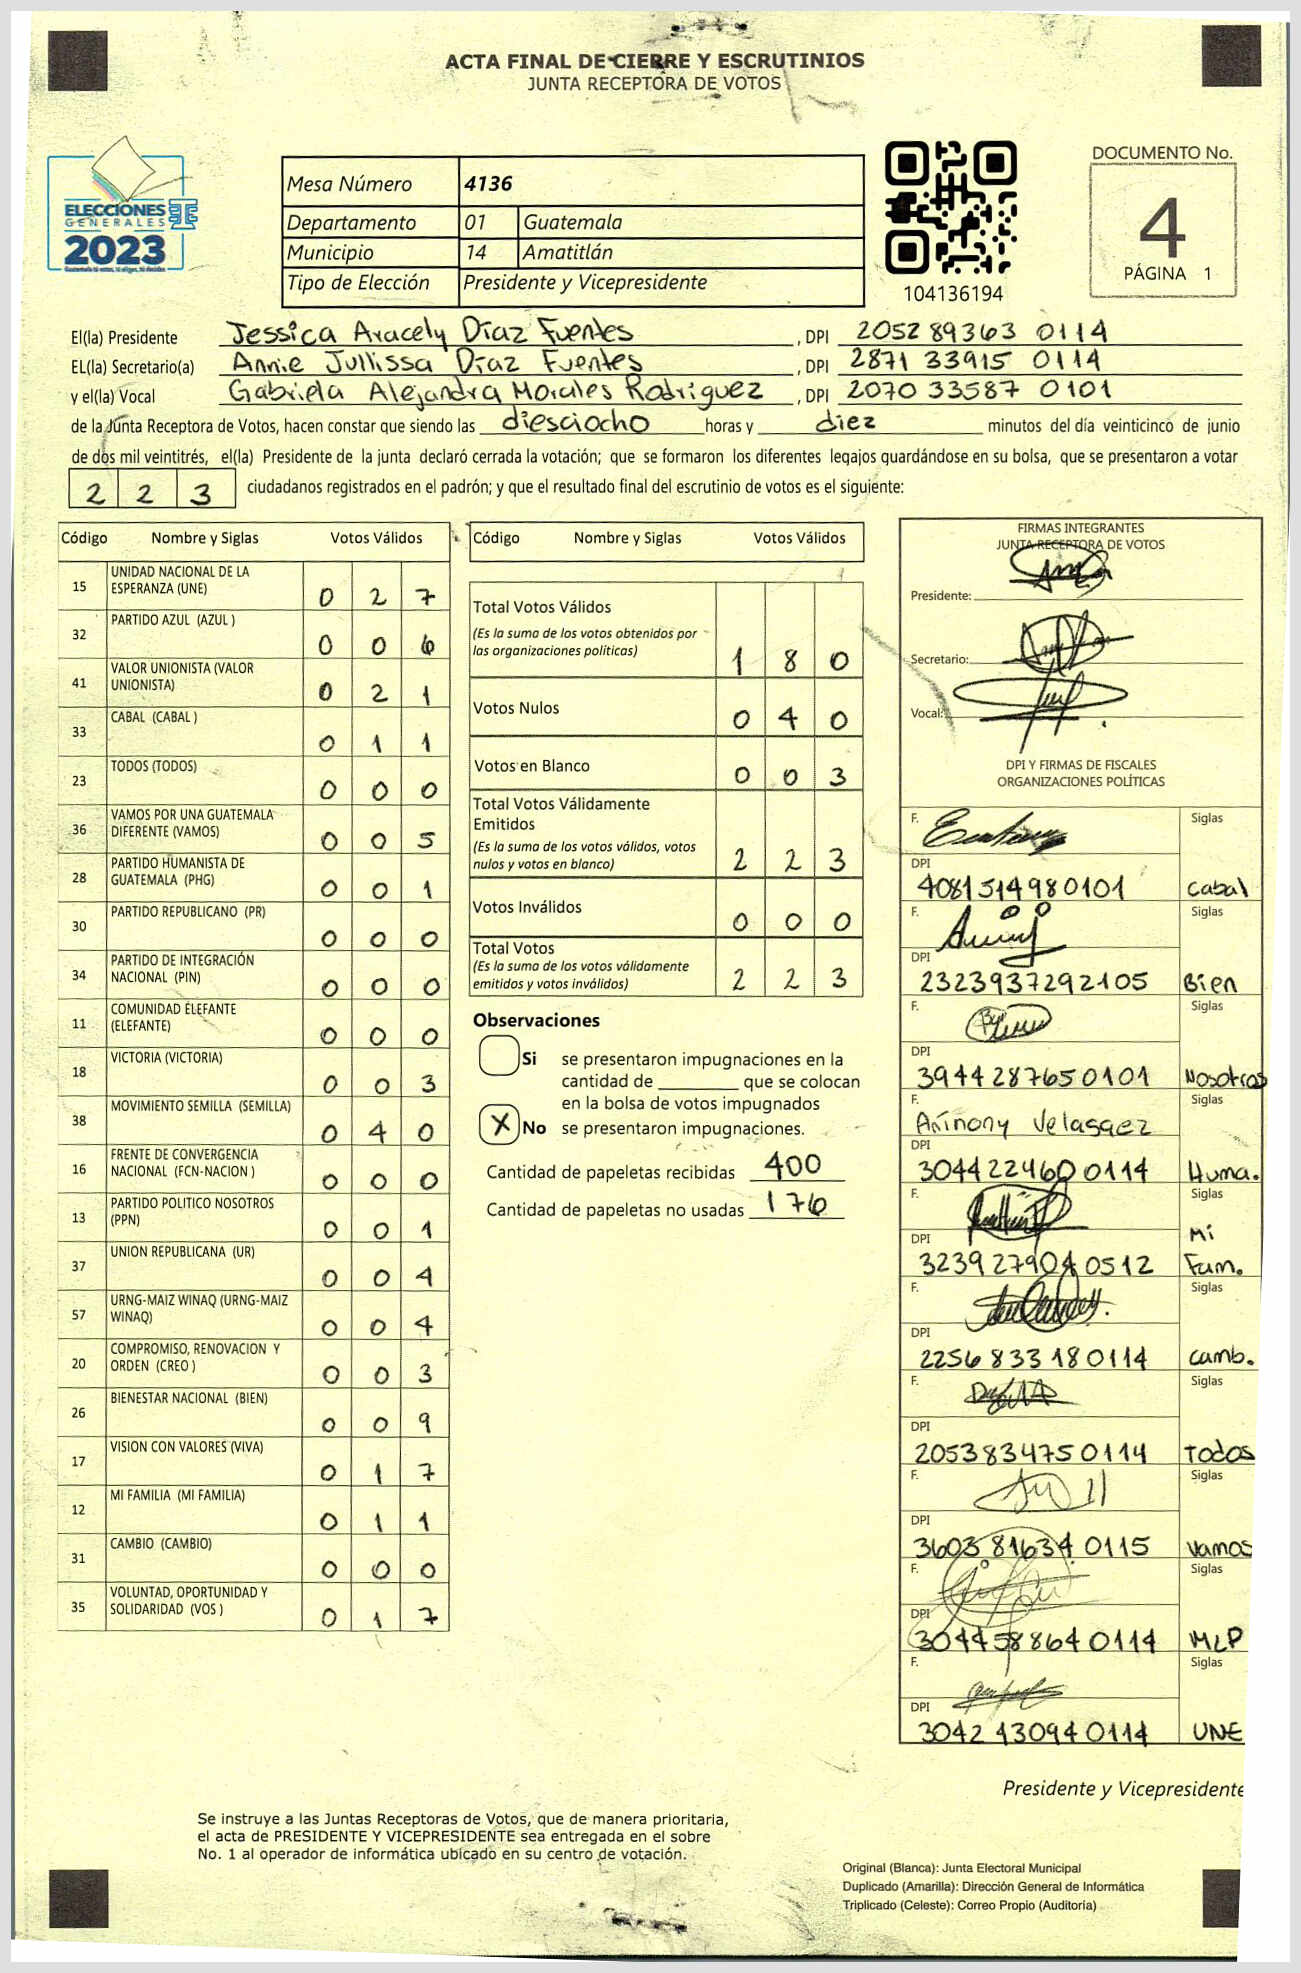 ACTA FINAL DE CIERRE Y ESCRUTINIOS
JUNTA RECEPTORA DE VOTOS
ELECCIONES
GENERALES
2023
Mesa Número 4136
Departamento 01 Guatemala
Municipio 14 Amatitlán
Tipo de Elección Presidente y Vicepresidente
104136194
DOCUMENTO No.
4
PÁGINA 1
El(la) Presidente Jessica Aracely Díaz Fuentes, DPI 2052 89363 0114
EL(la) Secretario(a) Annie Jullissa Díaz Fuentes, DPI 2871 33915 0114
y el(la) Vocal Gabriela Alejandra Morales Rodriguez, DPI 2070 33587 0101
de la Junta Receptora de Votos, hacen constar que siendo las diesciocho horas y diez minutos del día veinticinco de junio
de dos mil veintitrés, el(la) Presidente de la junta declaró cerrada la votación; que se formaron los diferentes legajos guardándose en su bolsa, que se presentaron a votar
2 2 3 ciudadanos registrados en el padrón; y que el resultado final del escrutinio de votos es el siguiente:
Código Nombre y Siglas Votos Válidos
15 UNIDAD NACIONAL DE LA
ESPERANZA (UNE) 0 2 7
32 PARTIDO AZUL (AZUL ) 0 0 6
41 VALOR UNIONISTA (VALOR
UNIONISTA) 0 2 1
33 CABAL (CABAL ) 0 1 1
23 TODOS (TODOS) 0 0 0
36 VAMOS POR UNA GUATEMALA
DIFERENTE (VAMOS) 0 0 5
28 PARTIDO HUMANISTA DE
GUATEMALA (PHG) 0 0 1
30 PARTIDO REPUBLICANO (PR) 0 0 0
34 PARTIDO DE INTEGRACIÓN
NACIONAL (PIN) 0 0 0
11 COMUNIDAD ELEFANTE
(ELEFANTE) 0 0 0
18 VICTORIA (VICTORIA) 0 0 3
38 MOVIMIENTO SEMILLA (SEMILLA) 0 4 0
16 FRENTE DE CONVERGENCIA
NACIONAL (FCN-NACION ) 0 0 0
13 PARTIDO POLITICO NOSOTROS
(PPN) 0 0 1
37 UNION REPUBLICANA (UR) 0 0 4
57 URNG-MAIZ WINAQ (URNG-MAIZ
WINAQ) 0 0 4
20 COMPROMISO, RENOVACION Y
ORDEN (CREO ) 0 0 3
26 BIENESTAR NACIONAL (BIEN) 0 0 9
17 VISION CON VALORES (VIVA) 0 1 7
12 MI FAMILIA (MI FAMILIA) 0 1 1
31 CAMBIO (CAMBIO) 0 0 0
35 VOLUNTAD, OPORTUNIDAD Y
SOLIDARIDAD (VOS ) 0 1 7
Código Nombre y Siglas Votos Válidos
Total Votos Válidos
(Es la suma de los votos obtenidos por
las organizaciones políticas) 1 8 0
Votos Nulos 0 4 0
Votos en Blanco 0 0 3
Total Votos Válidamente
Emitidos
(Es la suma de los votos válidos, votos
nulos y votos en blanco) 2 2 3
Votos Inválidos 0 0 0
Total Votos
(Es la suma de los votos válidamente
emitidos y votos inválidos) 2 2 3
Observaciones
Si se presentaron impugnaciones en la
cantidad de ________ que se colocan
en la bolsa de votos impugnados
X No se presentaron impugnaciones.
Cantidad de papeletas recibidas 400
Cantidad de papeletas no usadas 176
FIRMAS INTEGRANTES
JUNTA RECEPTORA DE VOTOS
Presidente:
Secretario:
Vocal:
DPI Y FIRMAS DE FISCALES
ORGANIZACIONES POLÍTICAS
F. Siglas
DPI
4081514980101 Cabal
F. Siglas
DPI
2323937292105 Bien
F. Siglas
DPI
3944287650101 Nosotros
F. Velasquez Siglas
DPI
3044224600114 Huma.
F. Siglas
DPI Mi
3239279040512 Fam.
F. Siglas
DPI
2256833180114 Camb.
F. Siglas
DPI
2053834750114 Todos
F. Siglas
DPI
3603816340115 Vamos
F. Siglas
DPI
3044588640114 MLP
F. Siglas
DPI
3042430940114 UNE
Presidente y Vicepresidente
Se instruye a las Juntas Receptoras de Votos, que de manera prioritaria,
el acta de PRESIDENTE Y VICEPRESIDENTE sea entregada en el sobre
No. 1 al operador de informática ubicado en su centro de votación.
Original (Blanca): Junta Electoral Municipal
Duplicado (Amarilla): Dirección General de Informática
Triplicado (Celeste): Correo Propio (Auditoría)